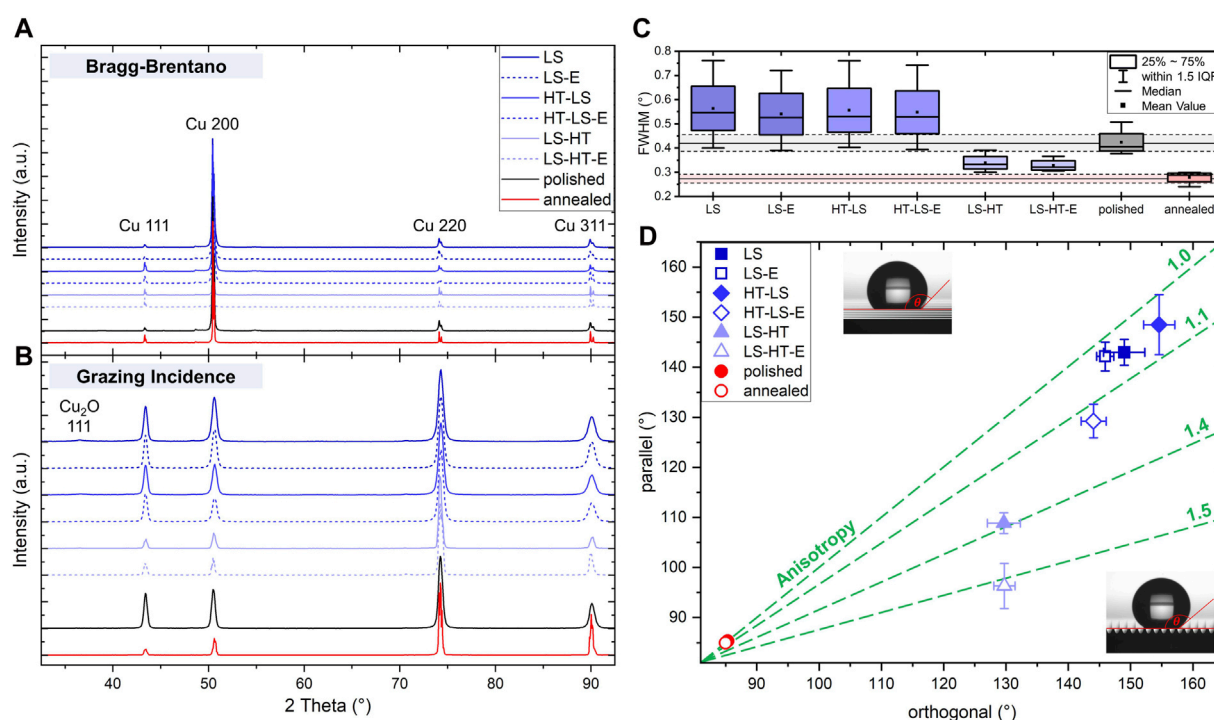 A
Bragg-Brentano
LS
LS-E
HT-LS
HT-LS-E
LS-HT
LS-HT-E
polished
annealed
Cu 200
Cu 111
Cu 220
Cu 311
Intensity (a.u.)
B
Grazing Incidence
Cu₂O
111
Intensity (a.u.)
40 50 60 70 80 90
2 Theta (°)
C
25% ~ 75%
within 1.5 IQR
Median
Mean Value
FWHM (°)
0.8
0.7
0.6
0.5
0.4
0.3
0.2
LS LS-E HT-LS HT-LS-E LS-HT LS-HT-E polished annealed
D
LS
LS-E
HT-LS
HT-LS-E
LS-HT
LS-HT-E
polished
annealed
θ
1.0
1.1
1.4
1.5
Anisotropy
θ
parallel (°)
160
150
140
130
120
110
100
90
90 100 110 120 130 140 150 160
orthogonal (°)